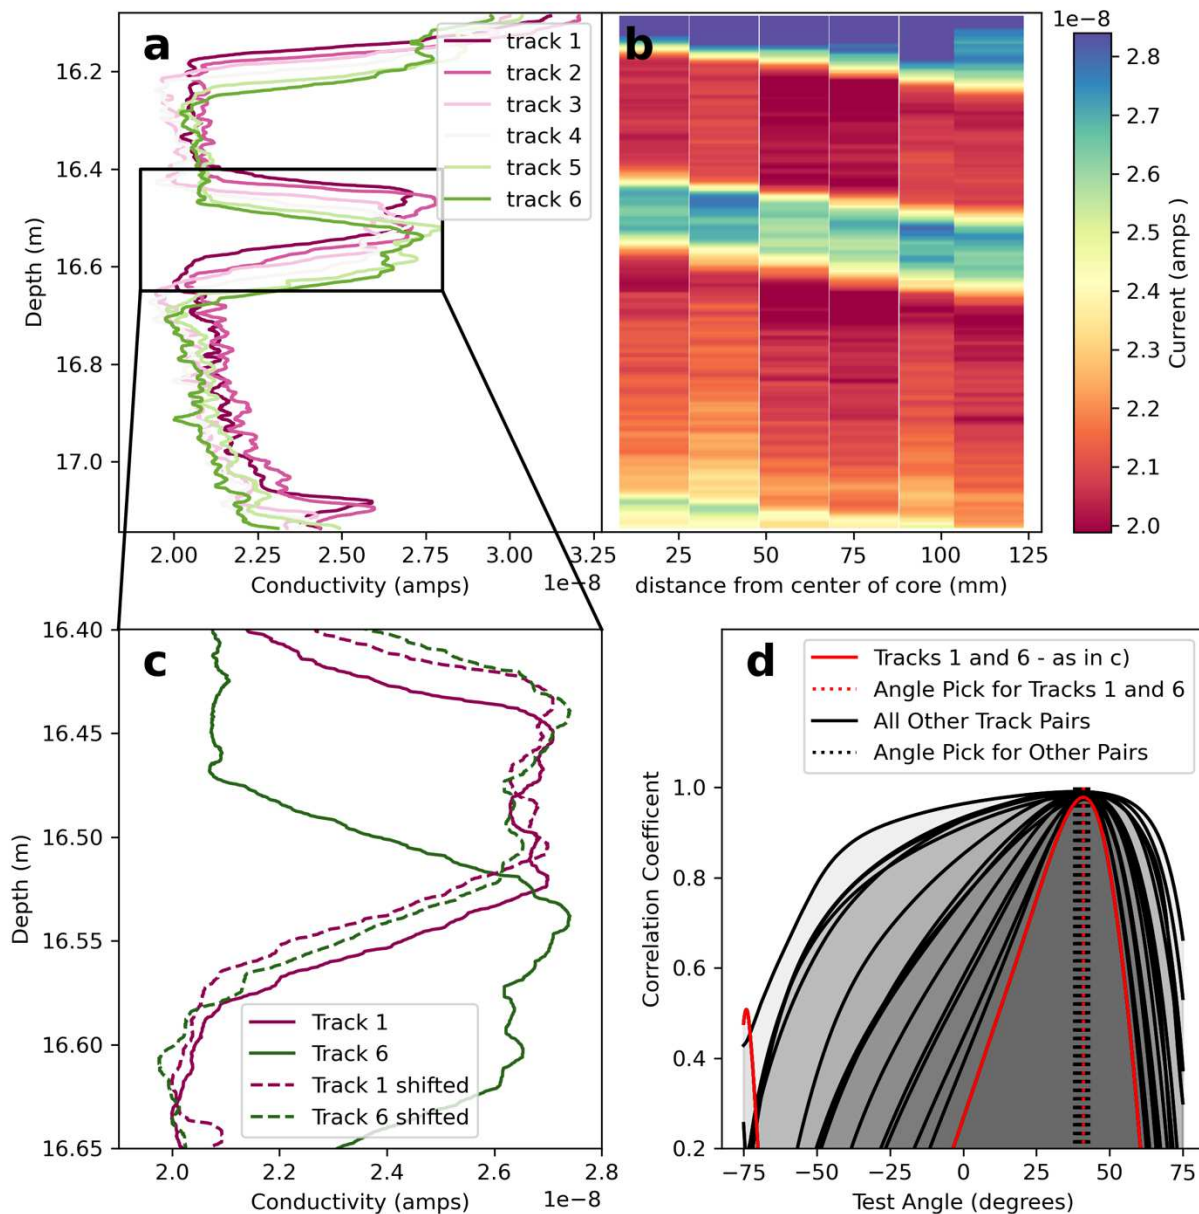 a
track 1
track 2
track 3
track 4
track 5
track 6
16.2
16.4
16.6
16.8
17.0
Depth (m)
2.00 2.25 2.50 2.75 3.00 3.25
1e−8
Conductivity (amps)
b
25 50 75 100 125
distance from center of core (mm)
1e−8
2.8
2.7
2.6
2.5
2.4
2.3
2.2
2.1
2.0
Current (amps )
c
16.40
16.45
16.50
16.55
16.60
16.65
Depth (m)
Track 1
Track 6
Track 1 shifted
Track 6 shifted
2.0 2.2 2.4 2.6 2.8
1e−8
Conductivity (amps)
d
Tracks 1 and 6 - as in c)
Angle Pick for Tracks 1 and 6
All Other Track Pairs
Angle Pick for Other Pairs
1.0
0.8
0.6
0.4
0.2
Correlation Coefficent
−75 −50 −25 0 25 50 75
Test Angle (degrees)